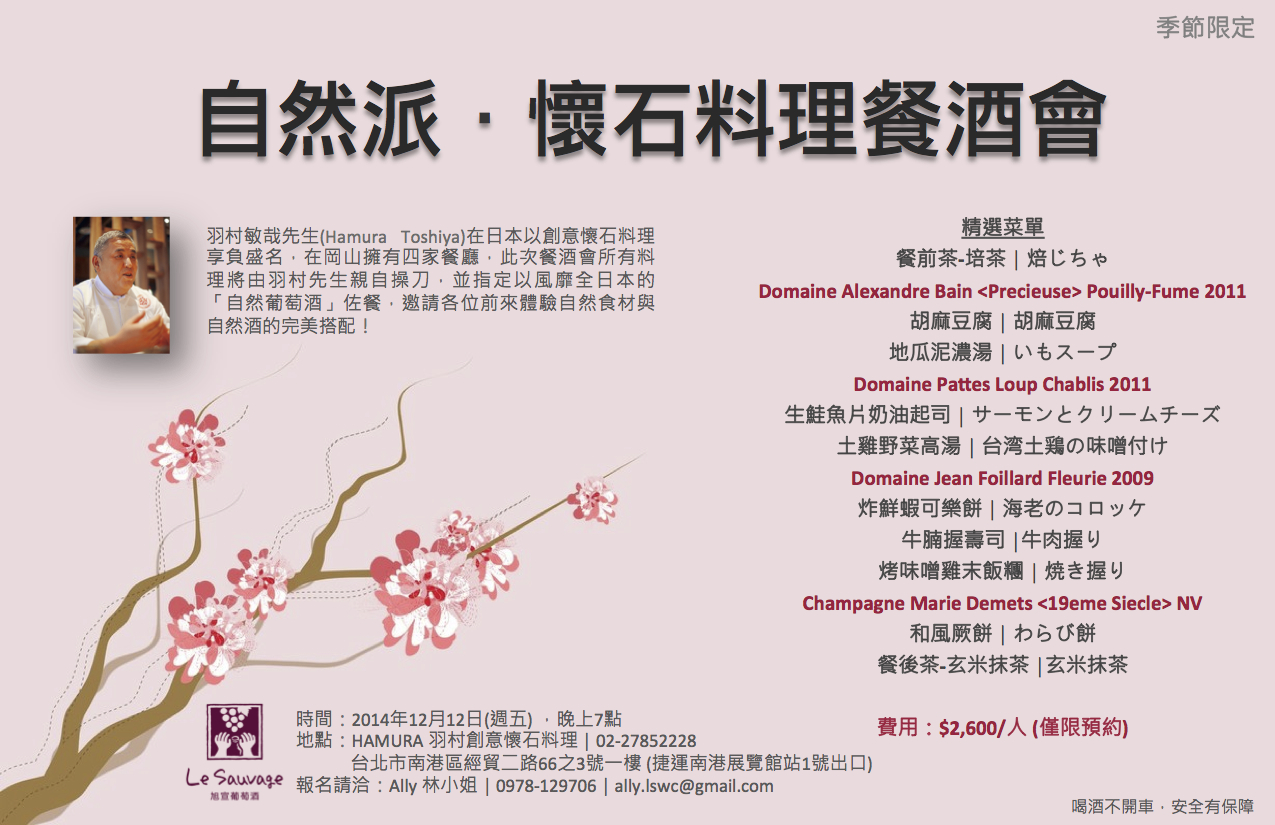 季節限定
自然派・懷石料理餐酒會
羽村敏哉先生(Hamura Toshiya)在日本以創意懷石料理
享負盛名，在岡山擁有四家餐廳，此次餐酒會所有料
理將由羽村先生親自操刀，並指定以風靡全日本的
「自然葡萄酒」佐餐，邀請各位前來體驗自然食材與
自然酒的完美搭配！
精選菜單
餐前茶-培茶 | 焙じちゃ
Domaine Alexandre Bain <Precieuse> Pouilly-Fume 2011
胡麻豆腐 | 胡麻豆腐
地瓜泥濃湯 | いもスープ
Domaine Pattes Loup Chablis 2011
生鮭魚片奶油起司 | サーモンとクリームチーズ
土雞野菜高湯 | 台湾土鶏の味噌付け
Domaine Jean Foillard Fleurie 2009
炸鮮蝦可樂餅 | 海老のコロッケ
牛腩握壽司 |牛肉握り
烤味噌雞末飯糰 | 焼き握り
Champagne Marie Demets <19eme Siecle> NV
和風厥餅 | わらび餅
餐後茶-玄米抹茶 |玄米抹茶
費用：$2,600/人 (僅限預約)
時間：2014年12月12日(週五) ，晚上7點
地點：HAMURA 羽村創意懷石料理 | 02-27852228
台北市南港區經貿二路66之3號一樓 (捷運南港展覽館站1號出口)
報名請洽：Ally 林小姐 | 0978-129706 | ally.lswc@gmail.com
Le Sauvage
旭宣葡萄酒
喝酒不開車，安全有保障